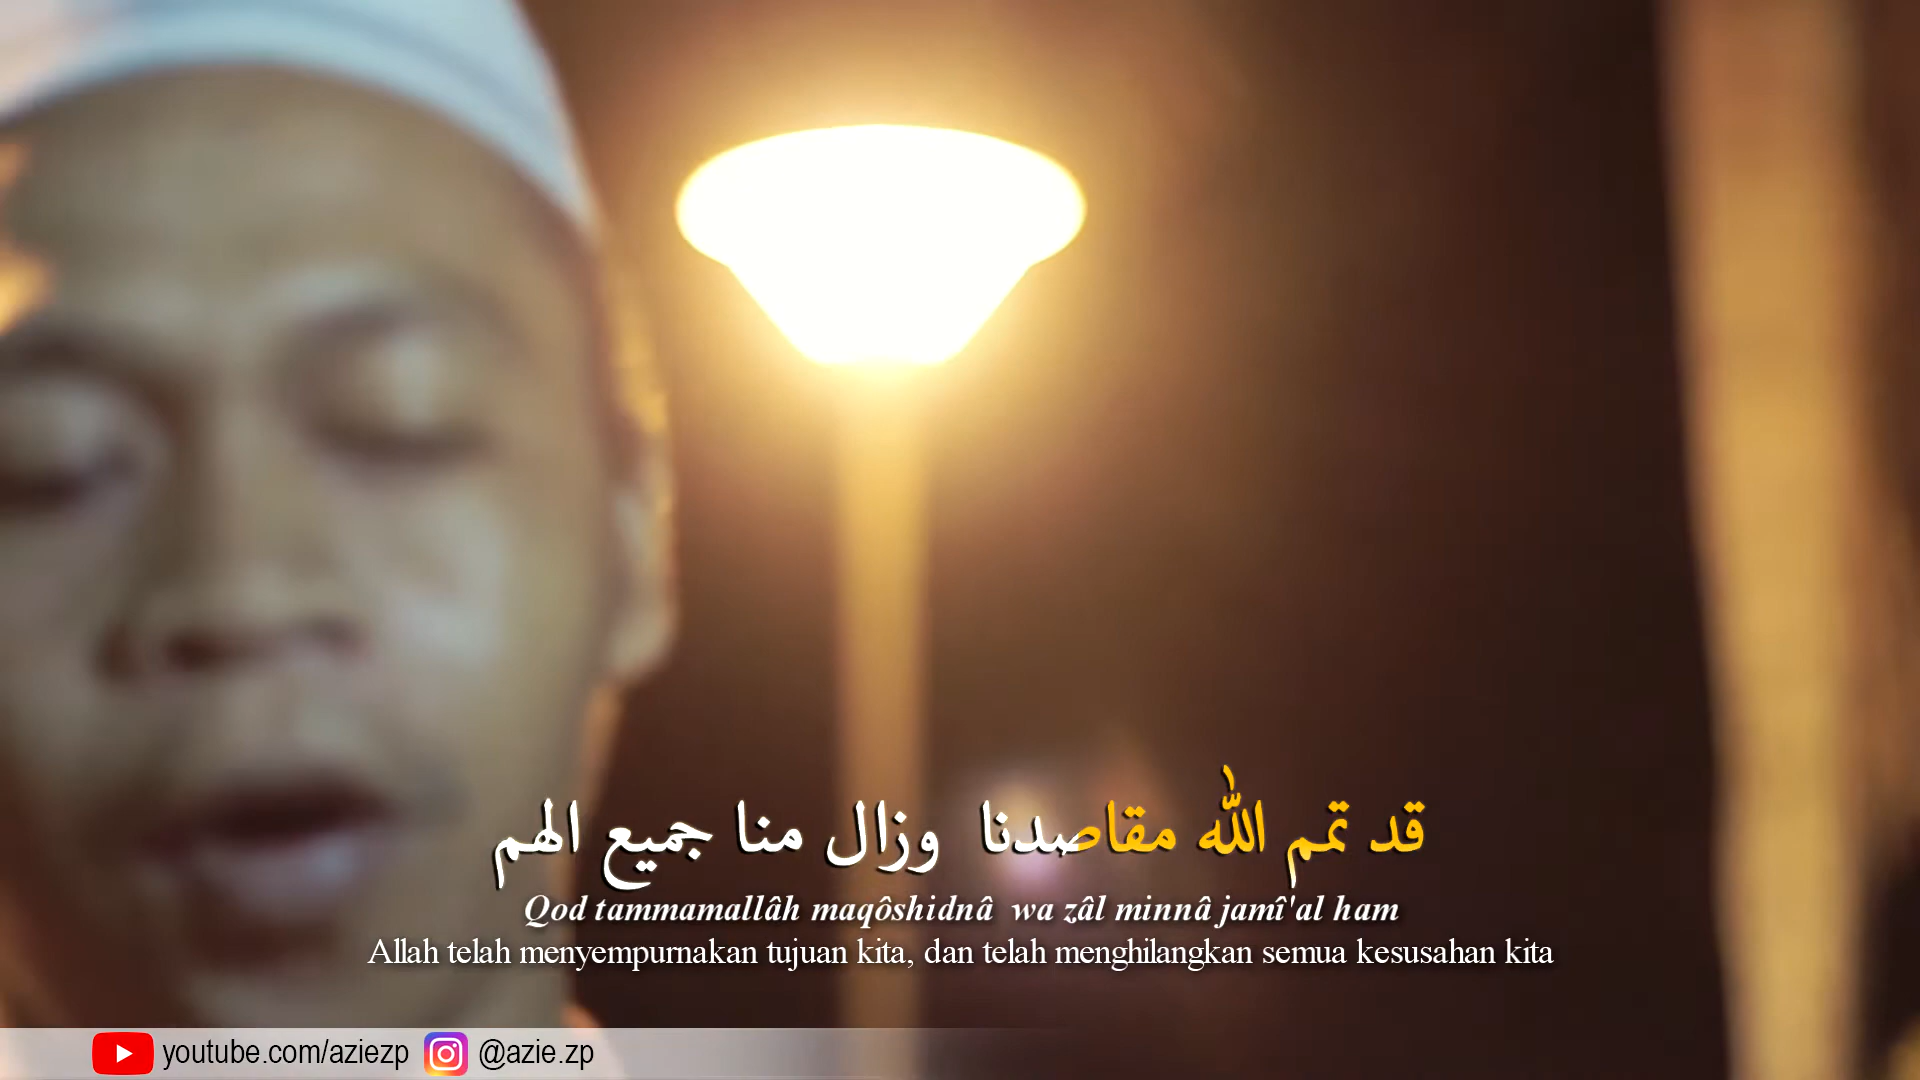 قد تمم الله مقاصدنا وزال منا جميع الهم
Qod tammamallâh maqôshidnâ wa zâl minnâ jamî'al ham
Allah telah menyempurnakan tujuan kita, dan telah menghilangkan semua kesusahan kita
youtube.com/aziezp @azie.zp